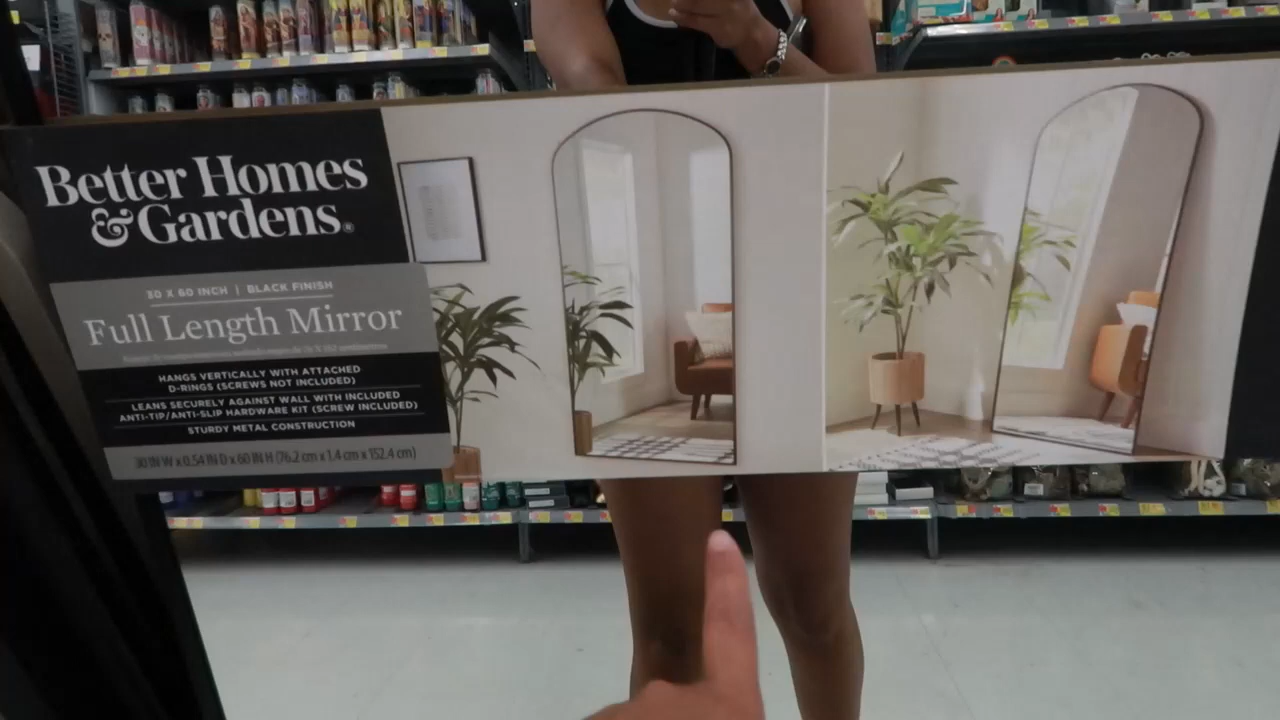 Better Homes
& Gardens®
30 X 60 INCH | BLACK FINISH
Full Length Mirror
HANGS VERTICALLY WITH ATTACHED
D-RINGS (SCREWS NOT INCLUDED)
LEANS SECURELY AGAINST WALL WITH INCLUDED
ANTI-TIP/ANTI-SLIP HARDWARE KIT (SCREW INCLUDED)
STURDY METAL CONSTRUCTION
30 IN W x 0.54 IN D x 60 IN H (76.2 cm x 1.4 cm x 152.4 cm)